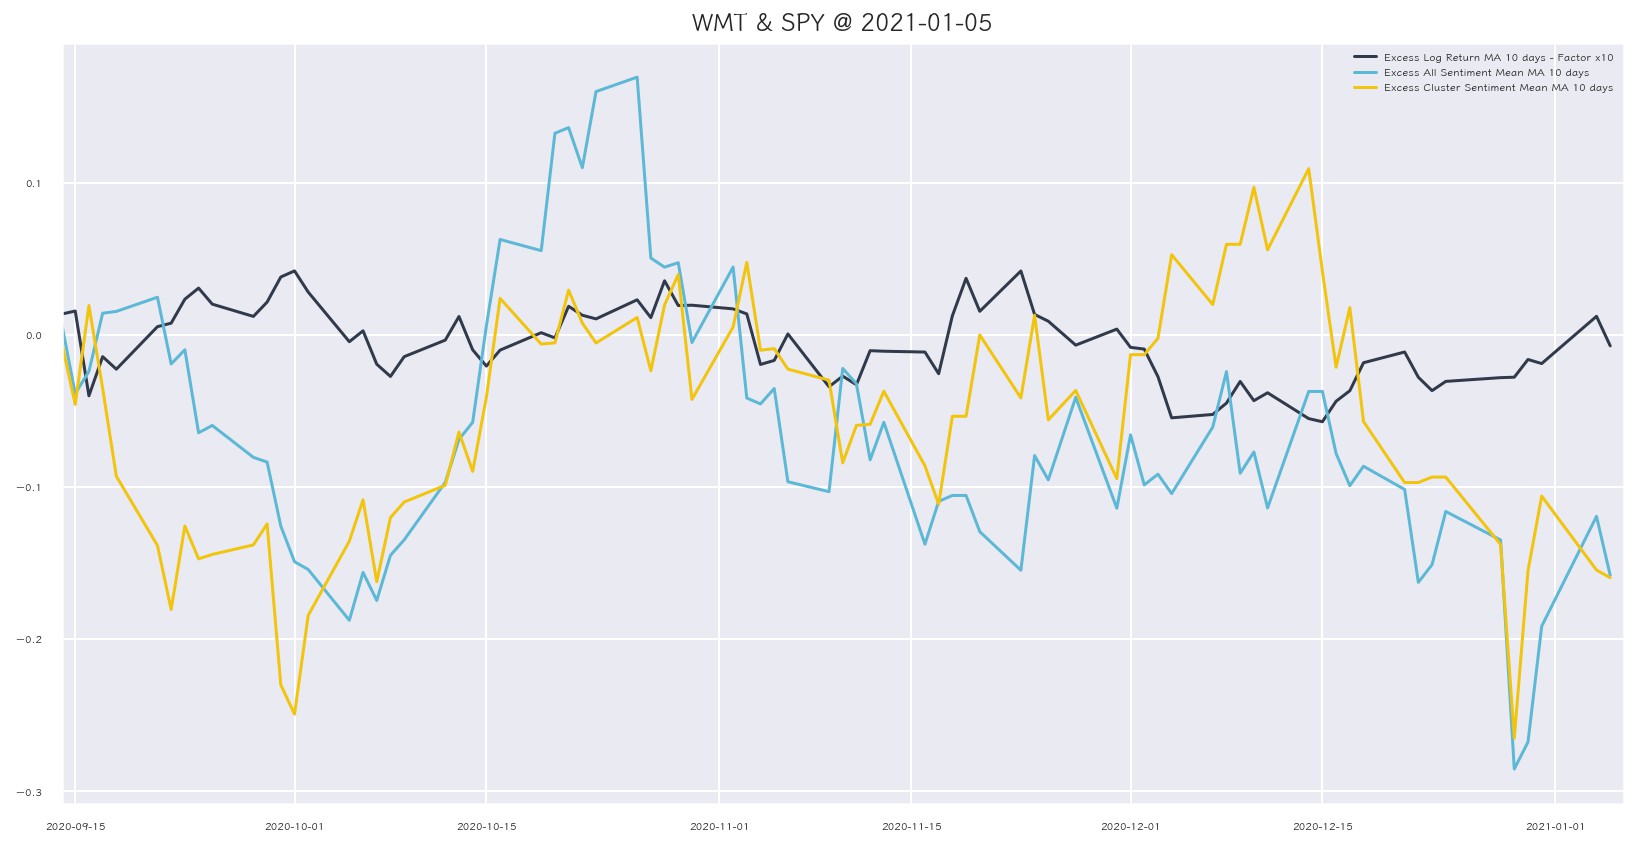 WMT & SPY @ 2021-01-05
Excess Log Return MA 10 days - Factor x10
Excess All Sentiment Mean MA 10 days
Excess Cluster Sentiment Mean MA 10 days
0.1
0.0
−0.1
−0.2
−0.3
2020-09-15 2020-10-01 2020-10-15 2020-11-01 2020-11-15 2020-12-01 2020-12-15 2021-01-01